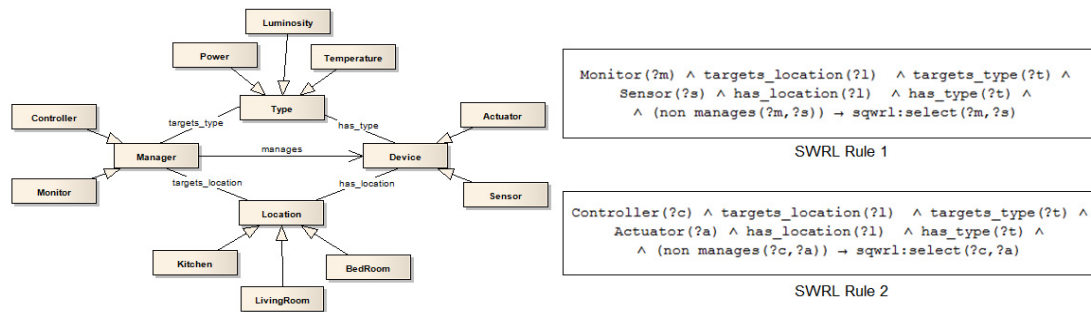 Luminosity
Power
Temperature
Type
Controller
targets_type
has_type
Actuator
Manager
manages
Device
Monitor
targets_location
has_location
Sensor
Location
Kitchen
BedRoom
LivingRoom
Monitor(?m) ∧ targets_location(?l) ∧ targets_type(?t) ∧
Sensor(?s) ∧ has_location(?l) ∧ has_type(?t) ∧
∧ (non manages(?m,?s)) → sqwrl:select(?m,?s)
SWRL Rule 1
Controller(?c) ∧ targets_location(?l) ∧ targets_type(?t) ∧
Actuator(?a) ∧ has_location(?l) ∧ has_type(?t) ∧
∧ (non manages(?c,?a)) → sqwrl:select(?c,?a)
SWRL Rule 2